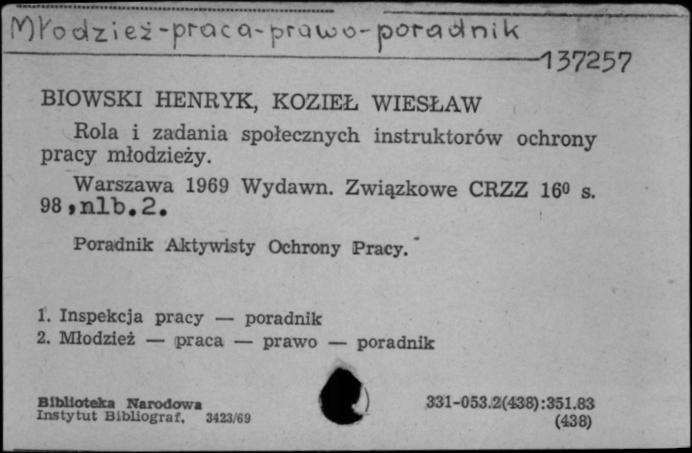 Młodzież-praca-prawo-poradnik
137257
BIOWSKI HENRYK, KOZIEŁ WIESŁAW
Rola i zadania społecznych instruktorów ochrony
pracy młodzieży.
Warszawa 1969 Wydawn. Związkowe CRZZ 16⁰ s.
98, nlb. 2.
Poradnik Aktywisty Ochrony Pracy.
1. Inspekcja pracy — poradnik
2. Młodzież — praca — prawo — poradnik
Biblioteka Narodowa
Instytut Bibliograf. 3423/69
331-053.2(438):351.83
(438)